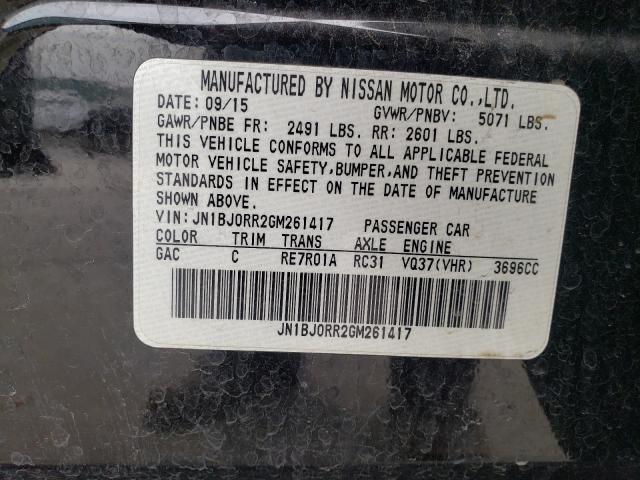 MANUFACTURED BY NISSAN MOTOR CO.,LTD.
DATE: 09/15 GVWR/PNBV: 5071 LBS.
GAWR/PNBE FR: 2491 LBS. RR: 2601 LBS.
THIS VEHICLE CONFORMS TO ALL APPLICABLE FEDERAL
MOTOR VEHICLE SAFETY,BUMPER,AND THEFT PREVENTION
STANDARDS IN EFFECT ON THE DATE OF MANUFACTURE
SHOWN ABOVE.
VIN: JN1BJ0RR2GM261417 PASSENGER CAR
COLOR TRIM TRANS AXLE ENGINE
GAC C RE7R01A RC31 VQ37(VHR) 3696CC
JN1BJ0RR2GM261417